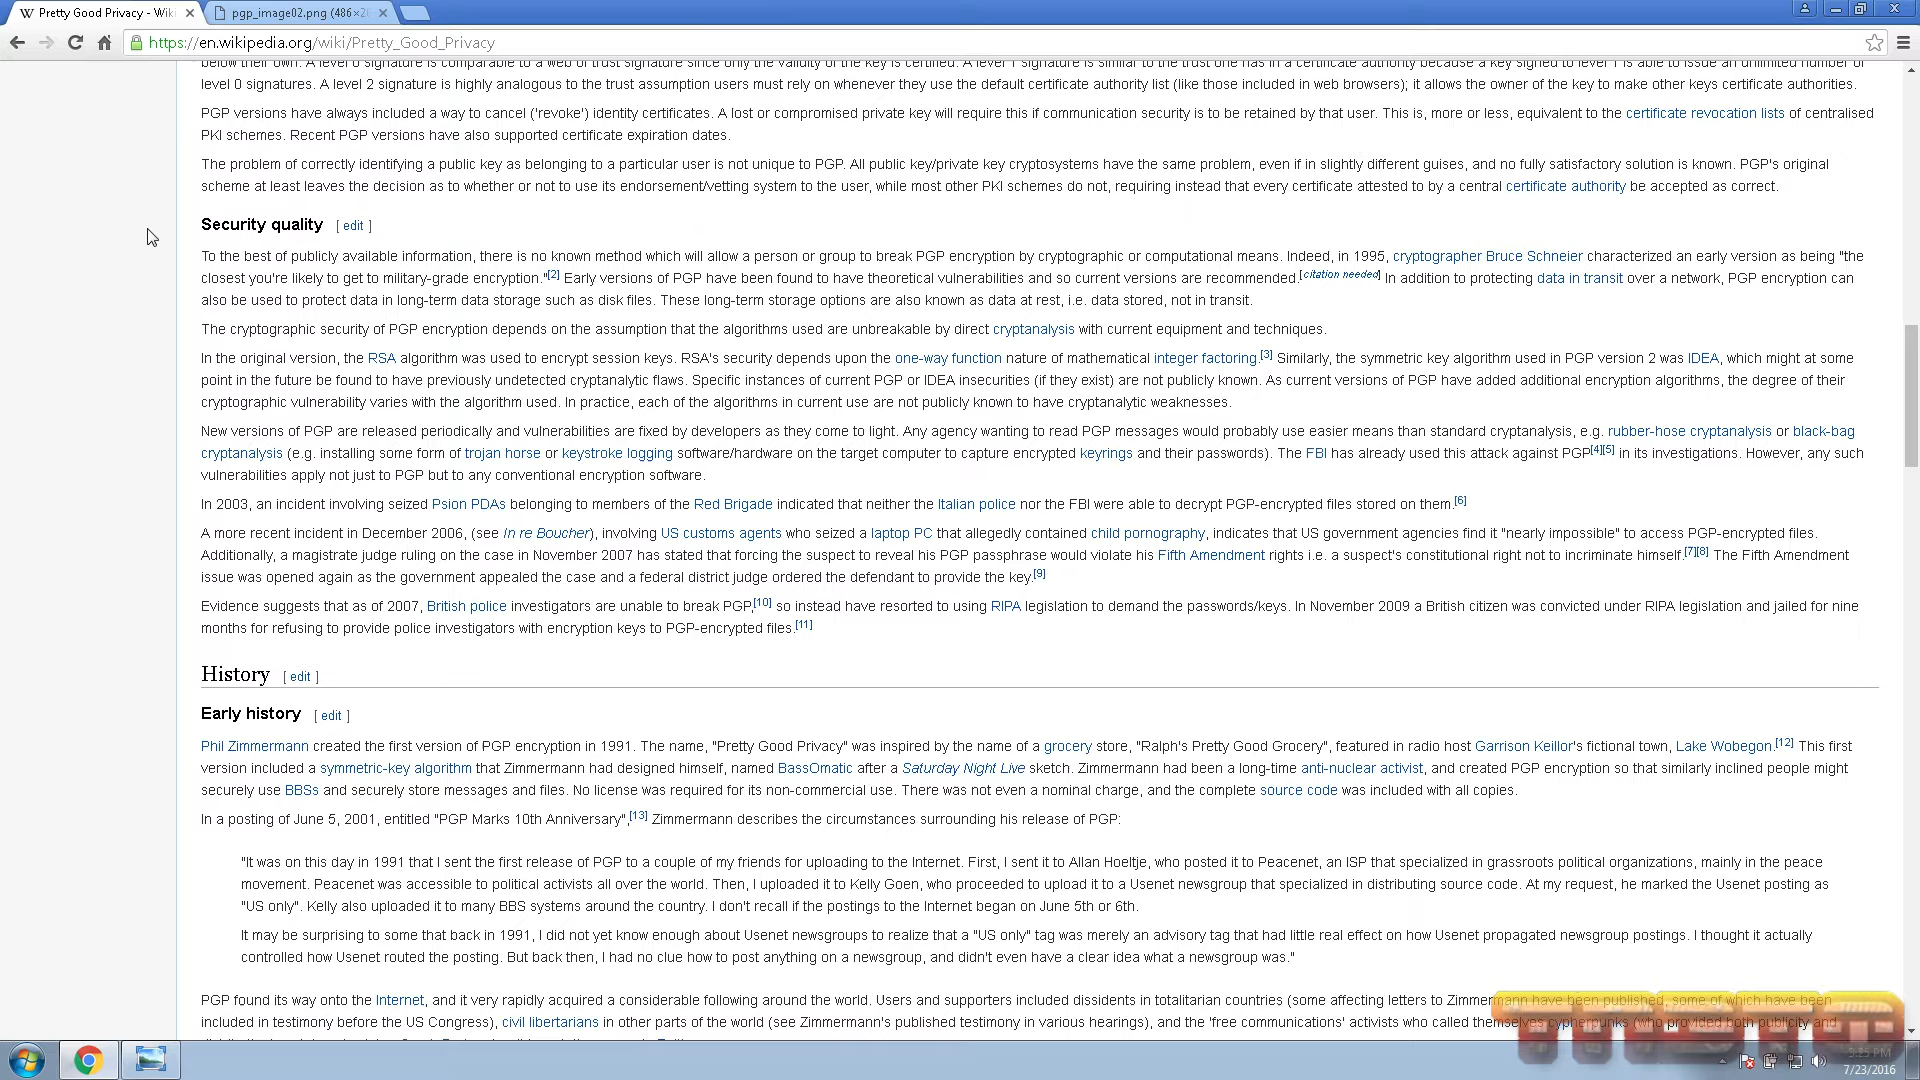 Pretty Good Privacy - Wiki
pgp_image02.png (486×20
https://en.wikipedia.org/wiki/Pretty_Good_Privacy
below their own. A level 0 signature is comparable to a web of trust signature since only the validity of the key is certified. A level 1 signature is similar to the trust one has in a certificate authority because a key signed to level 1 is able to issue an unlimited number of
level 0 signatures. A level 2 signature is highly analogous to the trust assumption users must rely on whenever they use the default certificate authority list (like those included in web browsers); it allows the owner of the key to make other keys certificate authorities.
PGP versions have always included a way to cancel ('revoke') identity certificates. A lost or compromised private key will require this if communication security is to be retained by that user. This is, more or less, equivalent to the certificate revocation lists of centralised
PKI schemes. Recent PGP versions have also supported certificate expiration dates.
The problem of correctly identifying a public key as belonging to a particular user is not unique to PGP. All public key/private key cryptosystems have the same problem, even if in slightly different guises, and no fully satisfactory solution is known. PGP's original
scheme at least leaves the decision as to whether or not to use its endorsement/vetting system to the user, while most other PKI schemes do not, requiring instead that every certificate attested to by a central certificate authority be accepted as correct.
Security quality [ edit ]
To the best of publicly available information, there is no known method which will allow a person or group to break PGP encryption by cryptographic or computational means. Indeed, in 1995, cryptographer Bruce Schneier characterized an early version as being "the
closest you're likely to get to military-grade encryption."[2] Early versions of PGP have been found to have theoretical vulnerabilities and so current versions are recommended.[citation needed] In addition to protecting data in transit over a network, PGP encryption can
also be used to protect data in long-term data storage such as disk files. These long-term storage options are also known as data at rest, i.e. data stored, not in transit.
The cryptographic security of PGP encryption depends on the assumption that the algorithms used are unbreakable by direct cryptanalysis with current equipment and techniques.
In the original version, the RSA algorithm was used to encrypt session keys. RSA's security depends upon the one-way function nature of mathematical integer factoring.[3] Similarly, the symmetric key algorithm used in PGP version 2 was IDEA, which might at some
point in the future be found to have previously undetected cryptanalytic flaws. Specific instances of current PGP or IDEA insecurities (if they exist) are not publicly known. As current versions of PGP have added additional encryption algorithms, the degree of their
cryptographic vulnerability varies with the algorithm used. In practice, each of the algorithms in current use are not publicly known to have cryptanalytic weaknesses.
New versions of PGP are released periodically and vulnerabilities are fixed by developers as they come to light. Any agency wanting to read PGP messages would probably use easier means than standard cryptanalysis, e.g. rubber-hose cryptanalysis or black-bag
cryptanalysis (e.g. installing some form of trojan horse or keystroke logging software/hardware on the target computer to capture encrypted keyrings and their passwords). The FBI has already used this attack against PGP[4][5] in its investigations. However, any such
vulnerabilities apply not just to PGP but to any conventional encryption software.
In 2003, an incident involving seized Psion PDAs belonging to members of the Red Brigade indicated that neither the Italian police nor the FBI were able to decrypt PGP-encrypted files stored on them.[6]
A more recent incident in December 2006, (see In re Boucher), involving US customs agents who seized a laptop PC that allegedly contained child pornography, indicates that US government agencies find it "nearly impossible" to access PGP-encrypted files.
Additionally, a magistrate judge ruling on the case in November 2007 has stated that forcing the suspect to reveal his PGP passphrase would violate his Fifth Amendment rights i.e. a suspect's constitutional right not to incriminate himself.[7][8] The Fifth Amendment
issue was opened again as the government appealed the case and a federal district judge ordered the defendant to provide the key.[9]
Evidence suggests that as of 2007, British police investigators are unable to break PGP,[10] so instead have resorted to using RIPA legislation to demand the passwords/keys. In November 2009 a British citizen was convicted under RIPA legislation and jailed for nine
months for refusing to provide police investigators with encryption keys to PGP-encrypted files.[11]
History [ edit ]
Early history [ edit ]
Phil Zimmermann created the first version of PGP encryption in 1991. The name, "Pretty Good Privacy" was inspired by the name of a grocery store, "Ralph's Pretty Good Grocery", featured in radio host Garrison Keillor's fictional town, Lake Wobegon.[12] This first
version included a symmetric-key algorithm that Zimmermann had designed himself, named BassOmatic after a Saturday Night Live sketch. Zimmermann had been a long-time anti-nuclear activist, and created PGP encryption so that similarly inclined people might
securely use BBSs and securely store messages and files. No license was required for its non-commercial use. There was not even a nominal charge, and the complete source code was included with all copies.
In a posting of June 5, 2001, entitled "PGP Marks 10th Anniversary",[13] Zimmermann describes the circumstances surrounding his release of PGP:
"It was on this day in 1991 that I sent the first release of PGP to a couple of my friends for uploading to the Internet. First, I sent it to Allan Hoeltje, who posted it to Peacenet, an ISP that specialized in grassroots political organizations, mainly in the peace
movement. Peacenet was accessible to political activists all over the world. Then, I uploaded it to Kelly Goen, who proceeded to upload it to a Usenet newsgroup that specialized in distributing source code. At my request, he marked the Usenet posting as
"US only". Kelly also uploaded it to many BBS systems around the country. I don't recall if the postings to the Internet began on June 5th or 6th.
It may be surprising to some that back in 1991, I did not yet know enough about Usenet newsgroups to realize that a "US only" tag was merely an advisory tag that had little real effect on how Usenet propagated newsgroup postings. I thought it actually
controlled how Usenet routed the posting. But back then, I had no clue how to post anything on a newsgroup, and didn't even have a clear idea what a newsgroup was."
PGP found its way onto the Internet, and it very rapidly acquired a considerable following around the world. Users and supporters included dissidents in totalitarian countries (some affecting letters to Zimmermann have been published, some of which have been
included in testimony before the US Congress), civil libertarians in other parts of the world (see Zimmermann's published testimony in various hearings), and the 'free communications' activists who called themselves cypherpunks (who provided both publicity and
3:25 PM
7/23/2016